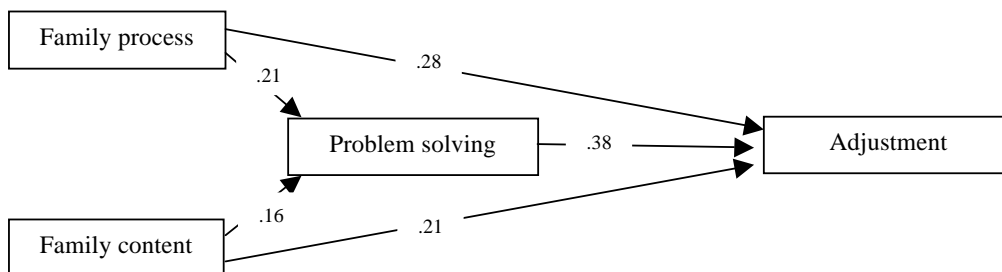 Family process
.28
.21
Problem solving
.38
Adjustment
.16
.21
Family content